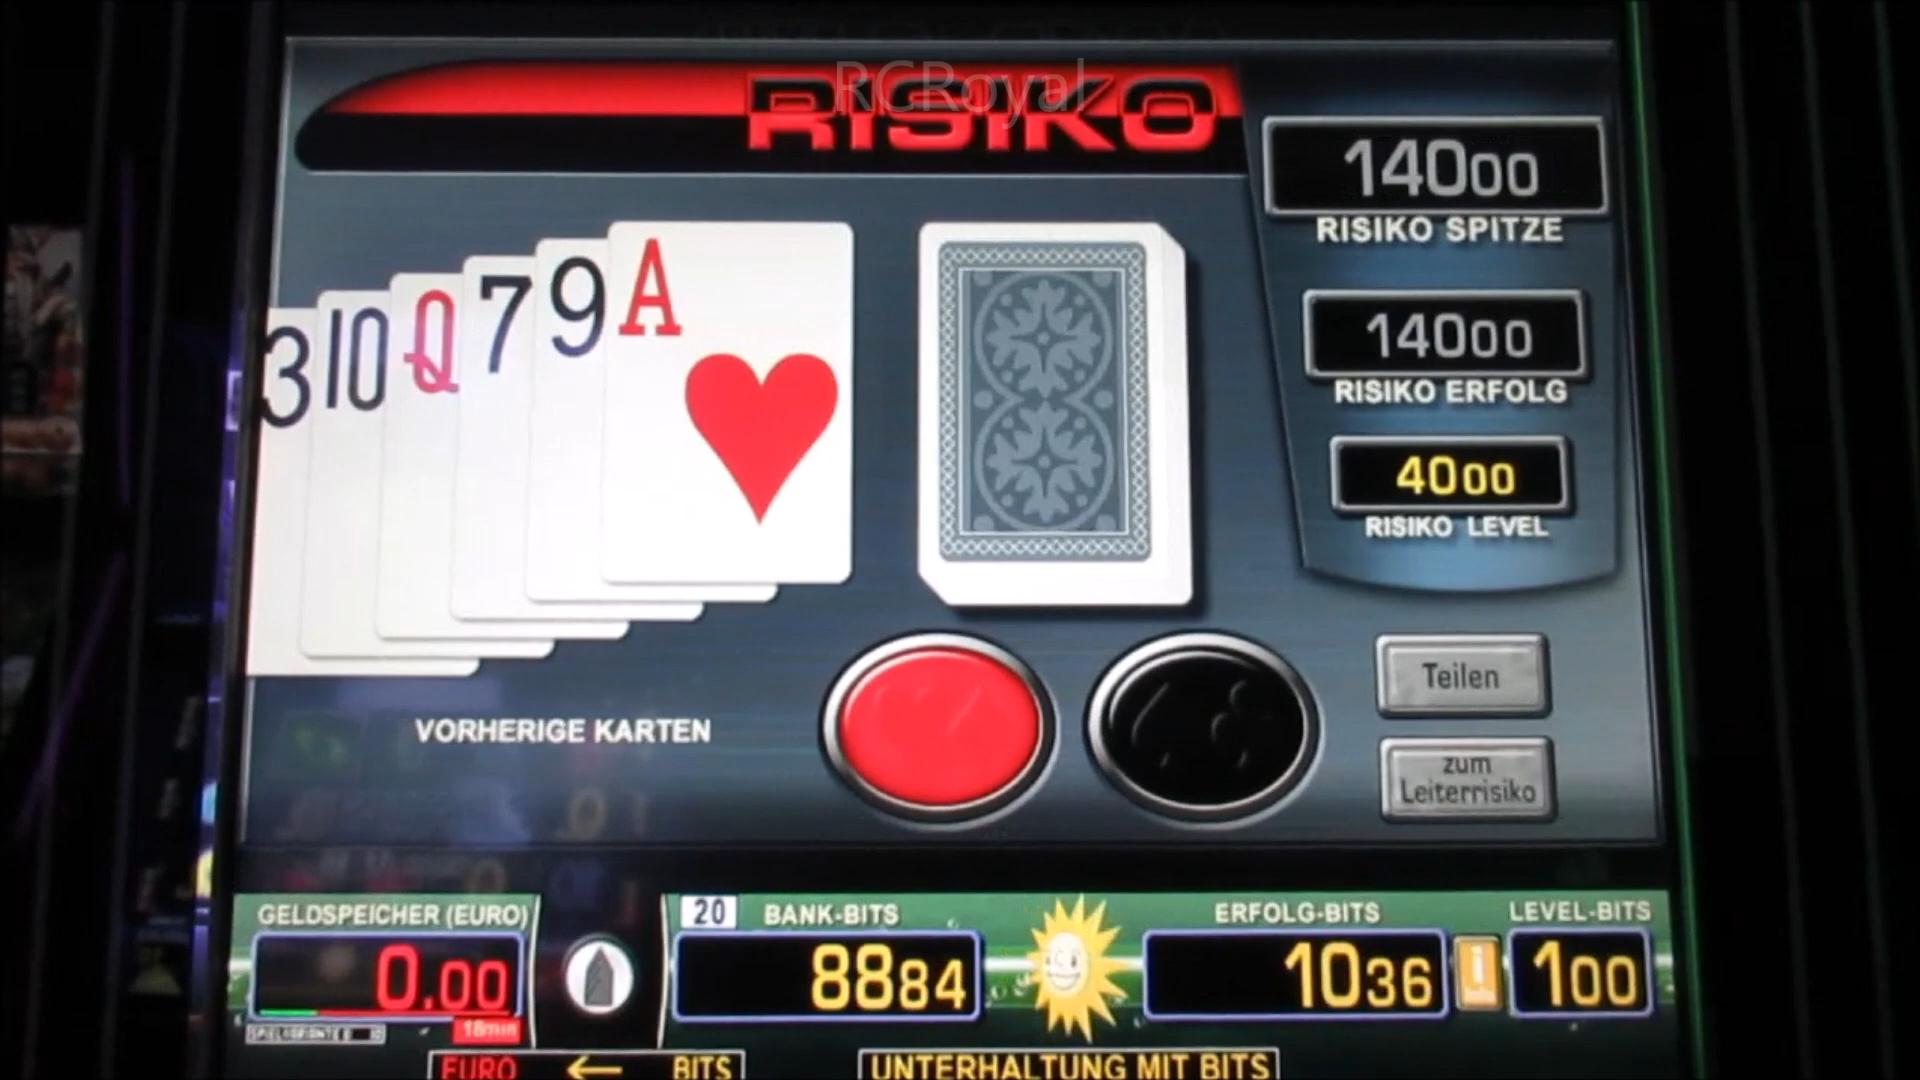 RISIKO
RCRoyal
14000
RISIKO SPITZE
14000
RISIKO ERFOLG
4000
RISIKO LEVEL
3 10 Q 7 9 A
VORHERIGE KARTEN
Teilen
zum
Leiterrisiko
GELDSPEICHER (EURO)
0.00
18min
20 BANK-BITS
8884
ERFOLG-BITS
1036
i
LEVEL-BITS
100
EURO ← BITS
UNTERHALTUNG MIT BITS